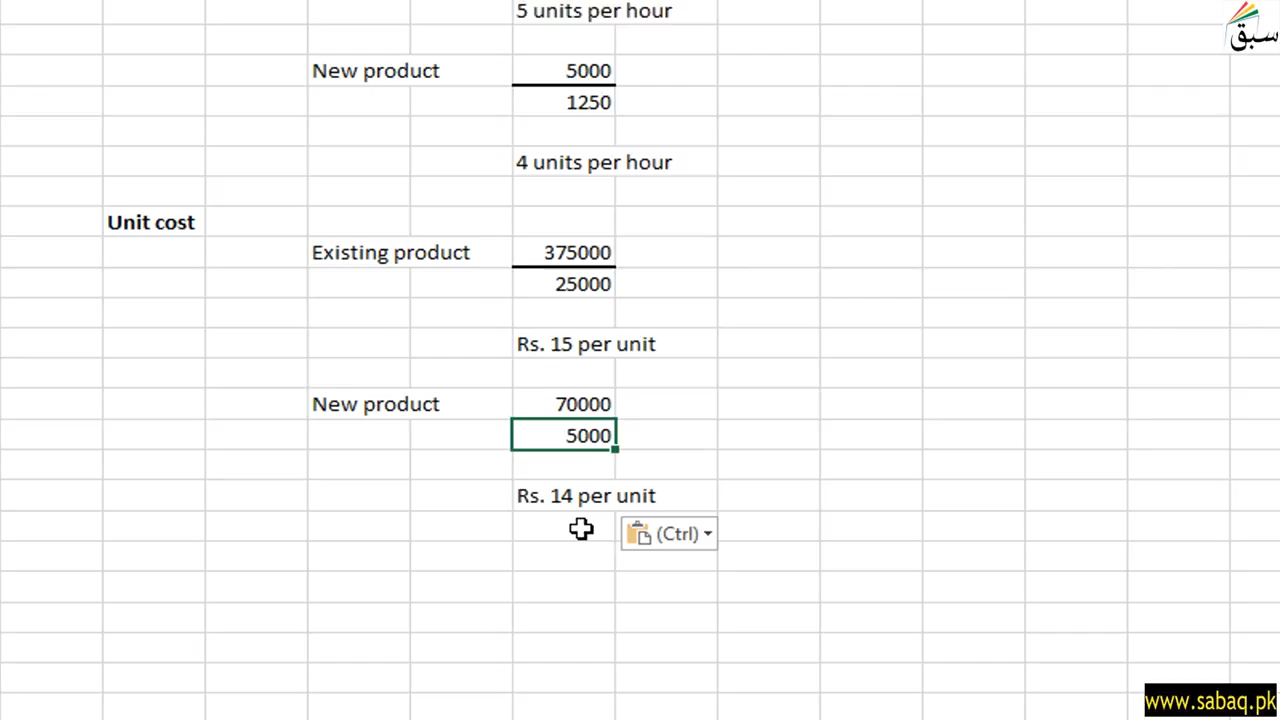 5 units per hour
سبق
New product 5000
1250
4 units per hour
Unit cost
Existing product 375000
25000
Rs. 15 per unit
New product 70000
5000
Rs. 14 per unit
(Ctrl)
www.sabaq.pk